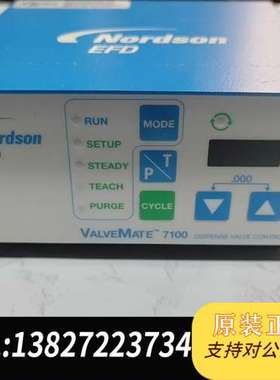 Nordson
EFD
Nordson
RUN
SETUP
STEADY
TEACH
PURGE
MODE
P T
CYCLE
.000
VALVEMATE™ 7100 DISPENSE VALVE CONTROL
:13827223734
原装正
支持对公